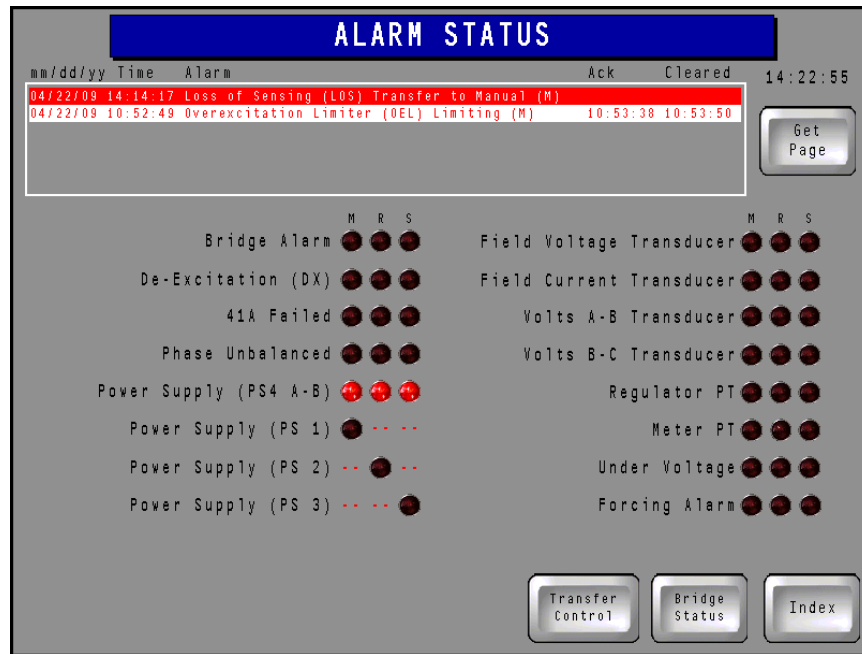 ALARM STATUS
mm/dd/yy Time Alarm Ack Cleared 14:22:55
04/22/09 14:14:17 Loss of Sensing (LOS) Transfer to Manual (M)
04/22/09 10:52:49 Overexcitation Limiter (OEL) Limiting (M) 10:53:38 10:53:50
Get
Page
M R S M R S
Bridge Alarm Field Voltage Transducer
De-Excitation (DX) Field Current Transducer
41A Failed Volts A-B Transducer
Phase Unbalanced Volts B-C Transducer
Power Supply (PS4 A-B) Regulator PT
Power Supply (PS 1) -- -- Meter PT
Power Supply (PS 2) -- -- Under Voltage
Power Supply (PS 3) -- -- Forcing Alarm
Transfer
Control
Bridge
Status
Index